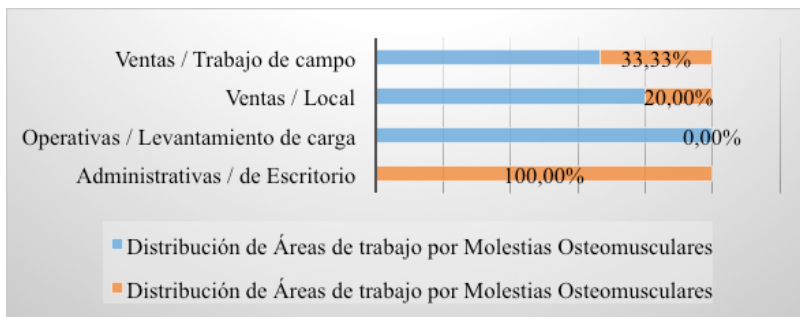 Ventas / Trabajo de campo
33,33%
Ventas / Local
20,00%
Operativas / Levantamiento de carga
0,00%
Administrativas / de Escritorio
100,00%
Distribución de Áreas de trabajo por Molestias Osteomusculares
Distribución de Áreas de trabajo por Molestias Osteomusculares